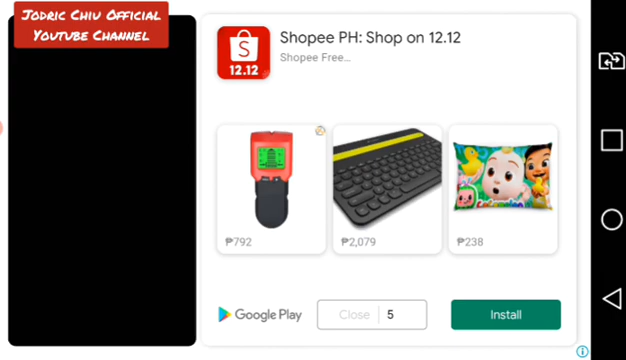 Jodric Chiu Official
Youtube Channel
Shopee PH: Shop on 12.12
Shopee Free...
S
12.12
₱792
₱2,079
₱238
Google Play
Close
5
Install